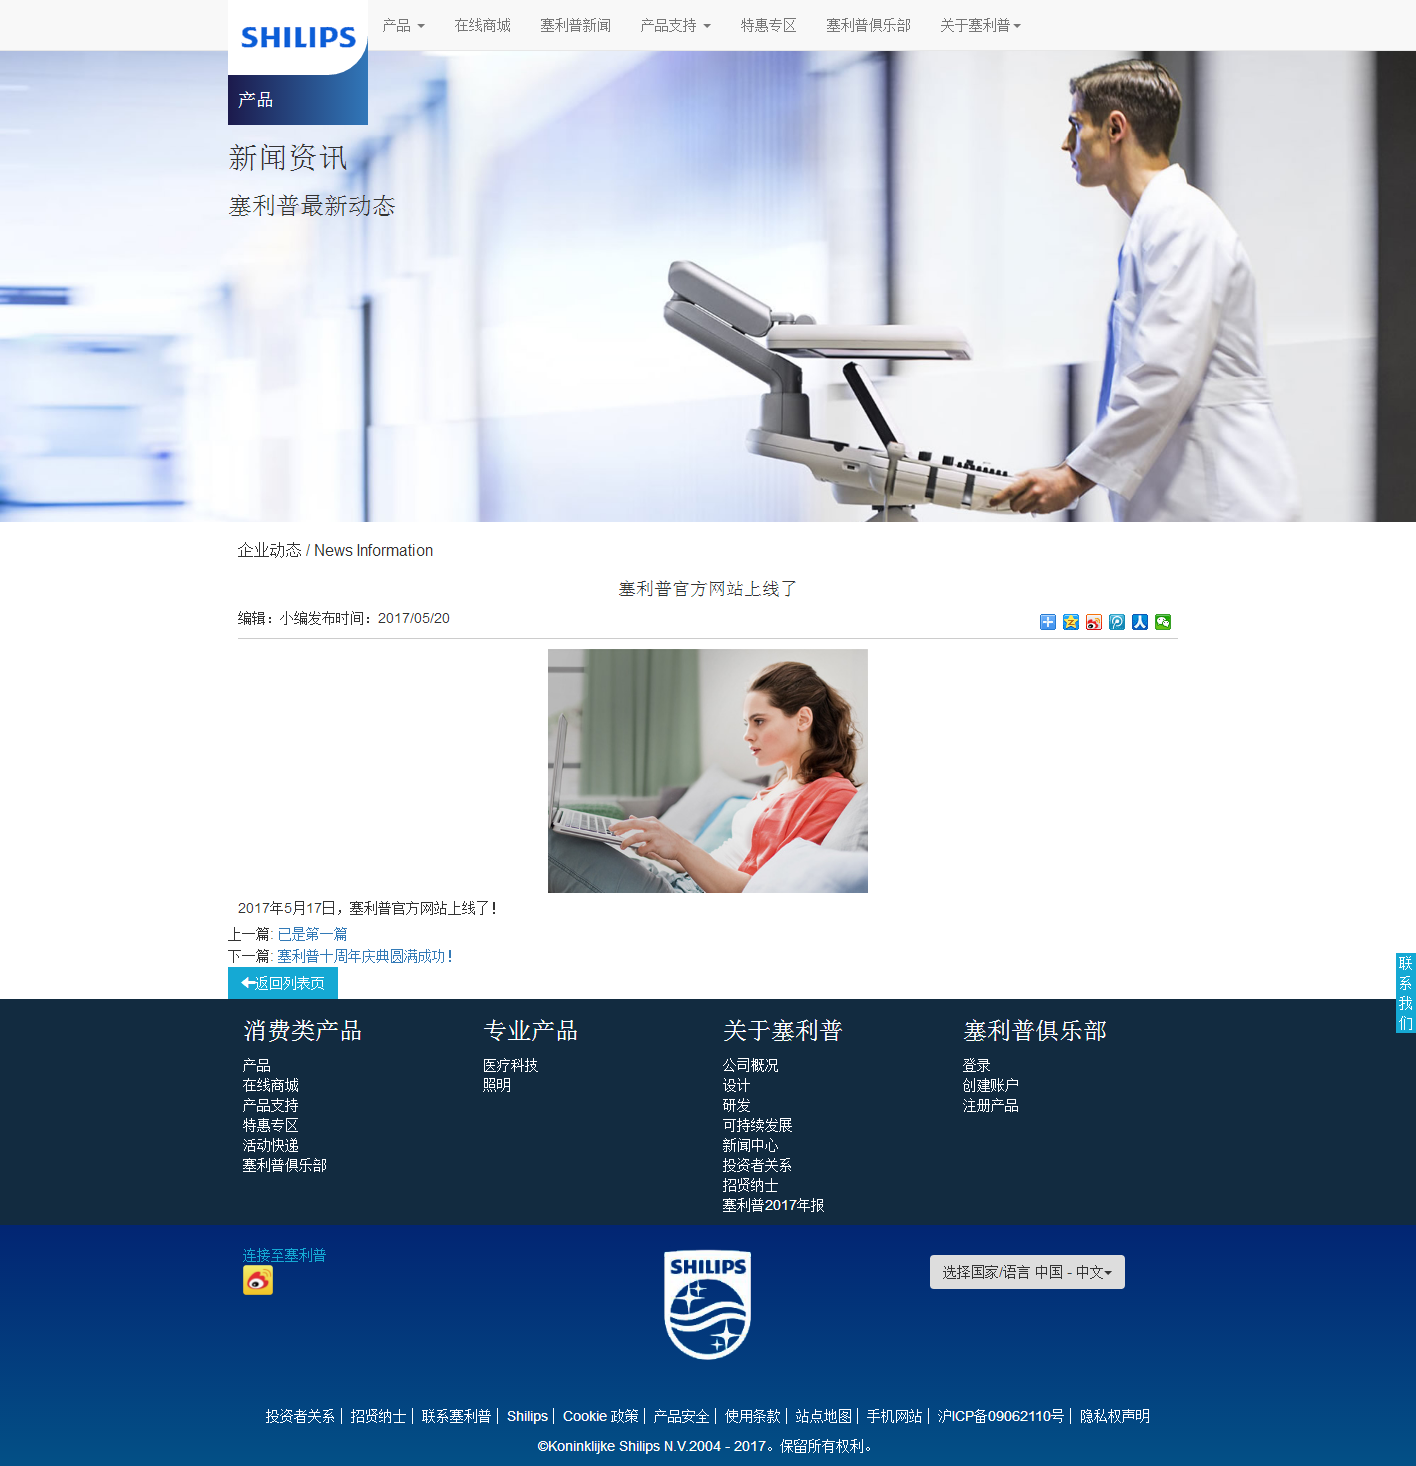 SHILIPS
产品 在线商城 塞利普新闻 产品支持 特惠专区 塞利普俱乐部 关于塞利普
产品
新闻资讯
塞利普最新动态
企业动态 / News Information
塞利普官方网站上线了
编辑：小编发布时间：2017/05/20
2017年5月17日，塞利普官方网站上线了！
上一篇: 已是第一篇
下一篇: 塞利普十周年庆典圆满成功！
返回列表页
联系我们
消费类产品
产品
在线商城
产品支持
特惠专区
活动快递
塞利普俱乐部
专业产品
医疗科技
照明
关于塞利普
公司概况
设计
研发
可持续发展
新闻中心
投资者关系
招贤纳士
塞利普2017年报
塞利普俱乐部
登录
创建账户
注册产品
连接至塞利普
SHILIPS
选择国家/语言 中国 - 中文
投资者关系 | 招贤纳士 | 联系塞利普 | Shilips | Cookie 政策 | 产品安全 | 使用条款 | 站点地图 | 手机网站 | 沪ICP备09062110号 | 隐私权声明
©Koninklijke Shilips N.V.2004 - 2017。保留所有权利。